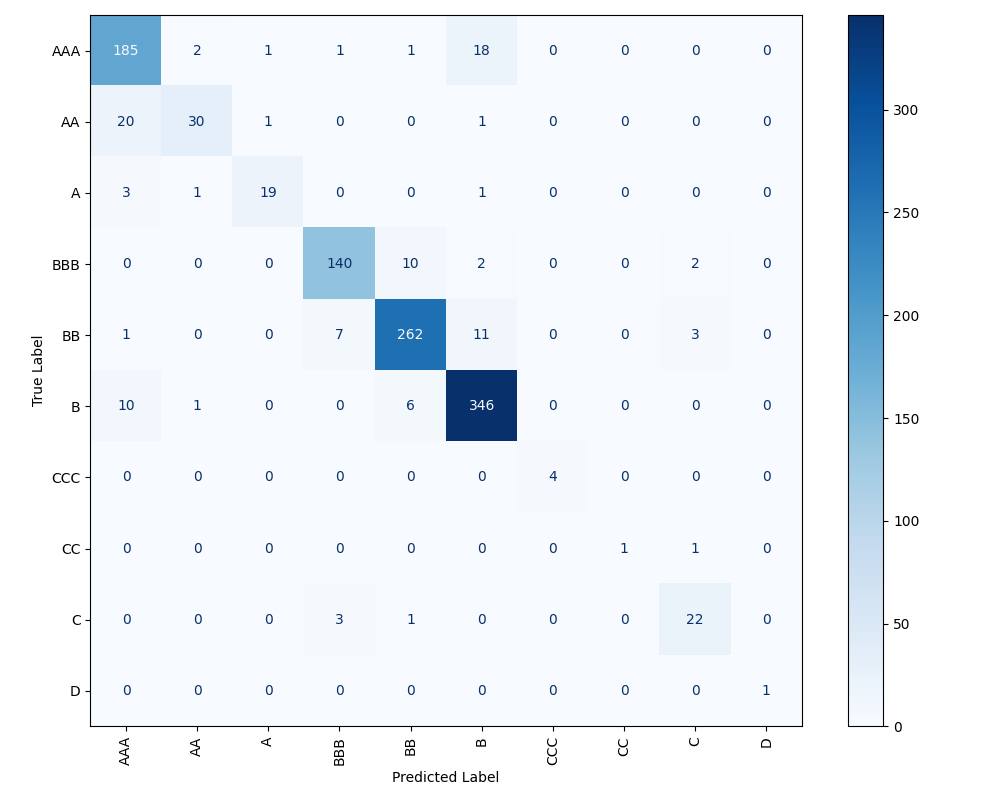 AAA 185 2 1 1 1 18 0 0 0 0
AA 20 30 1 0 0 1 0 0 0 0
A 3 1 19 0 0 1 0 0 0 0
BBB 0 0 0 140 10 2 0 0 2 0
BB 1 0 0 7 262 11 0 0 3 0
B 10 1 0 0 6 346 0 0 0 0
CCC 0 0 0 0 0 0 4 0 0 0
CC 0 0 0 0 0 0 0 1 1 0
C 0 0 0 3 1 0 0 0 22 0
D 0 0 0 0 0 0 0 0 0 1
AAA AA A BBB BB B CCC CC C D
Predicted Label
True Label
300
250
200
150
100
50
0